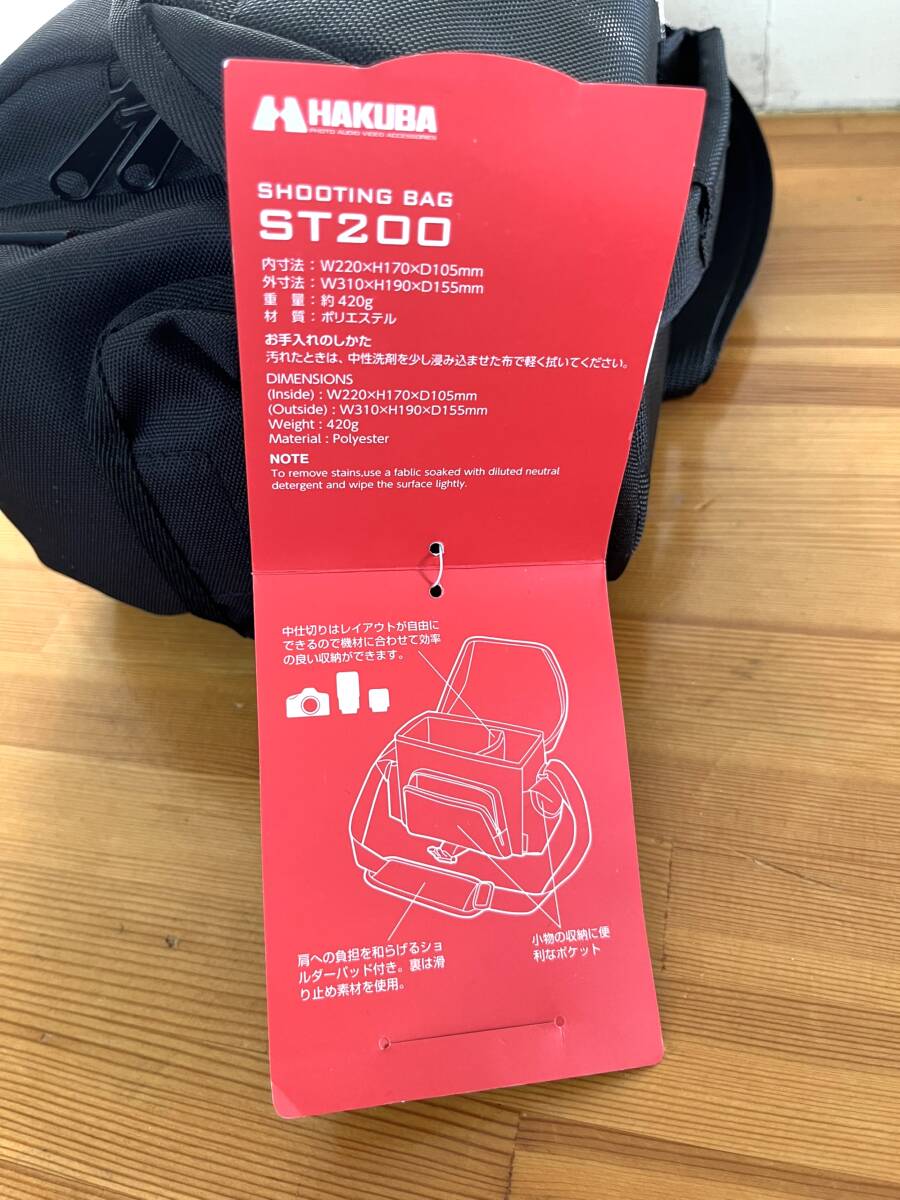 HAKUBA
PHOTO AUDIO VIDEO ACCESSORIES
SHOOTING BAG
ST200
内寸法：W220×H170×D105mm
外寸法：W310×H190×D155mm
重　量：約420g
材　質：ポリエステル
お手入れのしかた
汚れたときは、中性洗剤を少し浸み込ませた布で軽く拭いてください。
DIMENSIONS
(Inside) : W220×H170×D105mm
(Outside) : W310×H190×D155mm
Weight : 420g
Material : Polyester
NOTE
To remove stains,use a fablic soaked with diluted neutral
detergent and wipe the surface lightly.
中仕切りはレイアウトが自由に
できるので機材に合わせて効率
の良い収納ができます。
肩への負担を和らげるショ
ルダーパッド付き。裏は滑
り止め素材を使用。
小物の収納に便
利なポケット